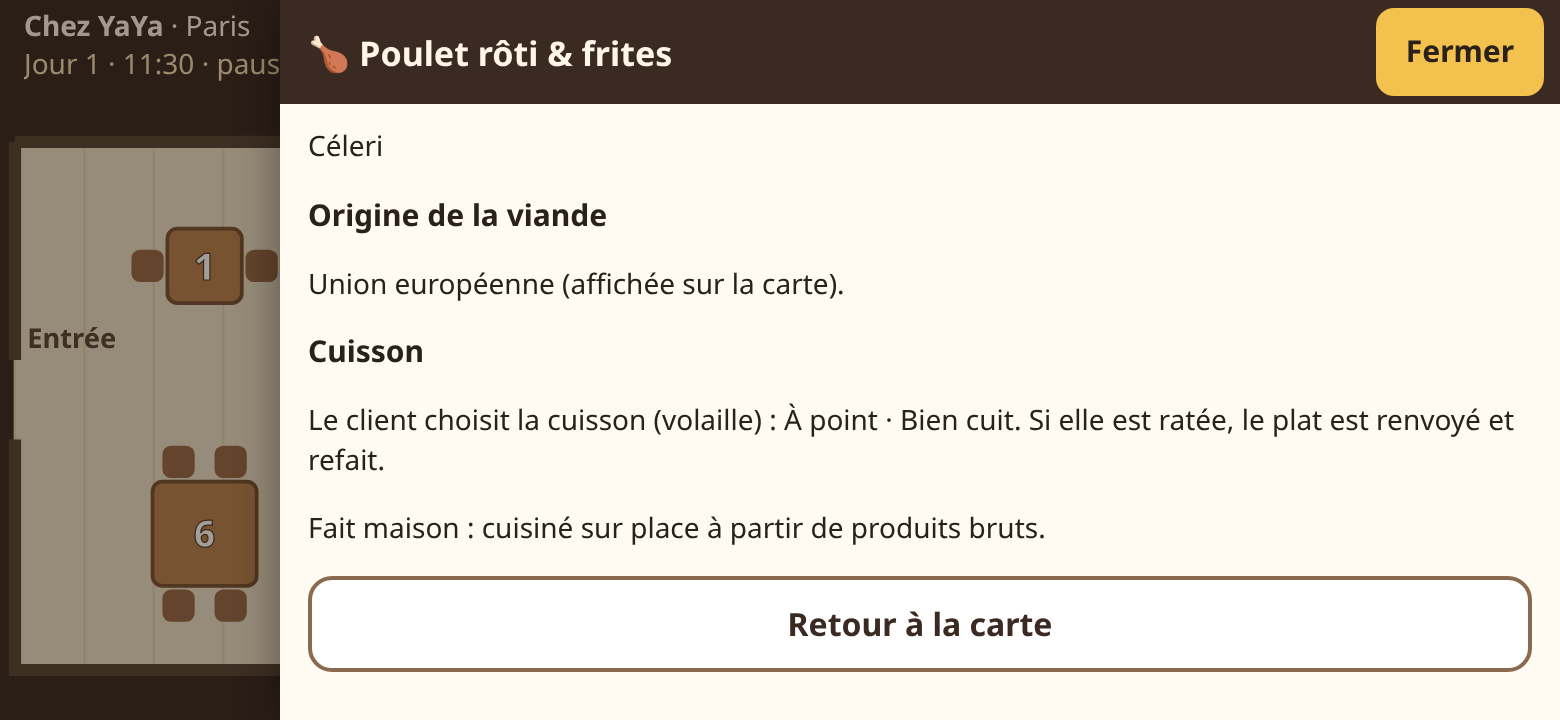 Chez YaYa · Paris
Jour 1 · 11:30 · paus
🍗 Poulet rôti & frites
Fermer
1
Entrée
6
Céleri
Origine de la viande
Union européenne (affichée sur la carte).
Cuisson
Le client choisit la cuisson (volaille) : À point · Bien cuit. Si elle est ratée, le plat est renvoyé et
refait.
Fait maison : cuisiné sur place à partir de produits bruts.
Retour à la carte